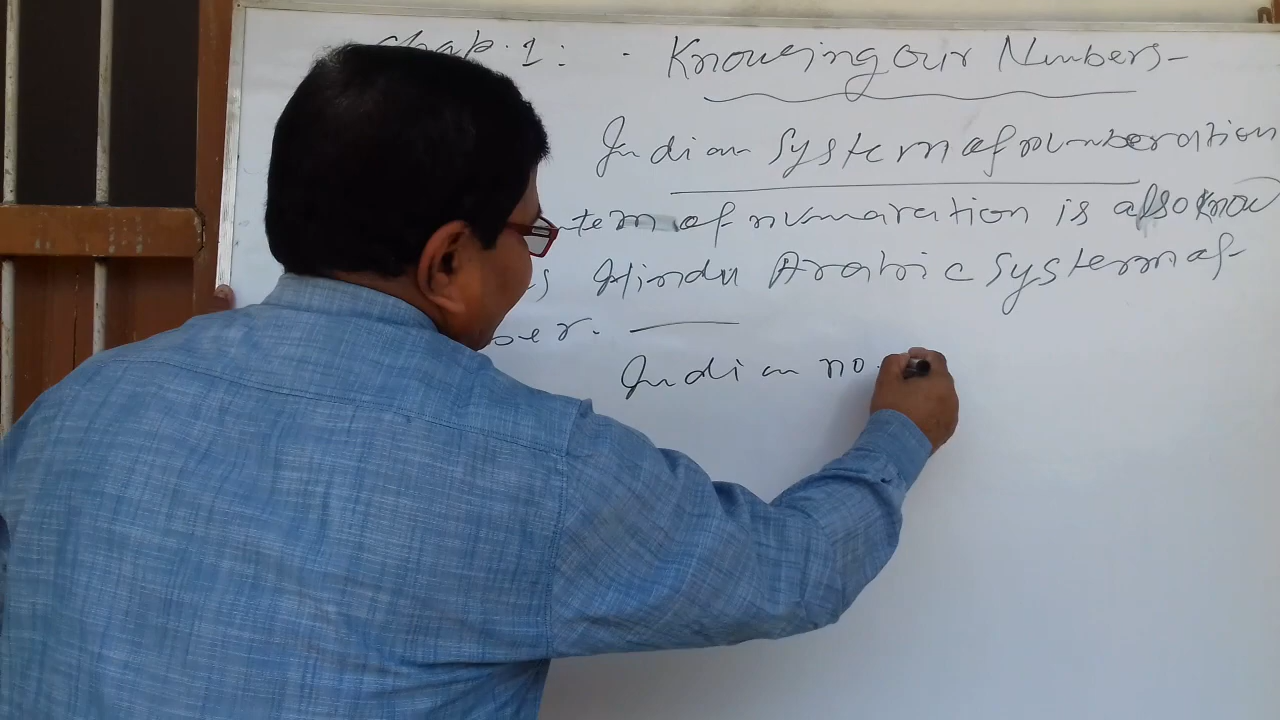 Chap. 1: . Knowing our Numbers-
Indian System of numberation
of numaration is also know
Hindu Arabic System of-
Indian no.